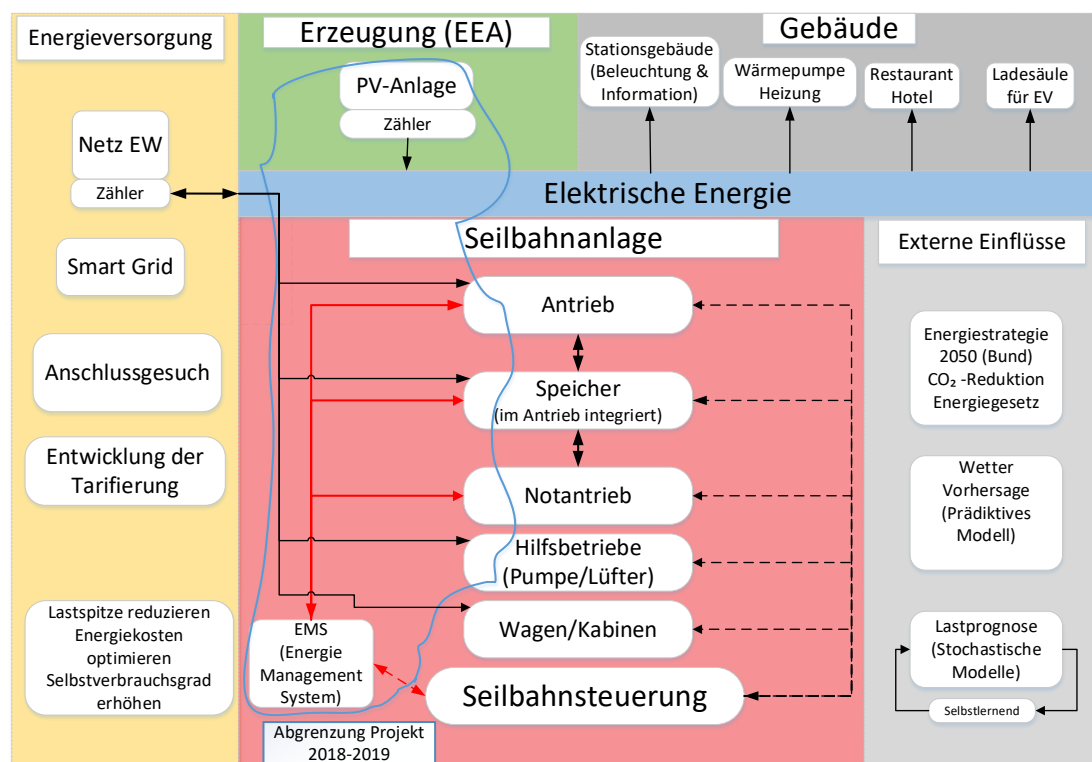 Energieversorgung
Netz EW
Zähler
Smart Grid
Anschlussgesuch
Entwicklung der
Tarifierung
Lastspitze reduzieren
Energiekosten
optimieren
Selbstverbrauchsgrad
erhöhen
Erzeugung (EEA)
PV-Anlage
Zähler
Gebäude
Stationsgebäude
(Beleuchtung &
Information)
Wärmepumpe
Heizung
Restaurant
Hotel
Ladesäule
für EV
Elektrische Energie
Seilbahnanlage
Antrieb
Speicher
(im Antrieb integriert)
Notantrieb
Hilfsbetriebe
(Pumpe/Lüfter)
Wagen/Kabinen
EMS
(Energie
Management
System)
Seilbahnsteuerung
Abgrenzung Projekt
2018-2019
Externe Einflüsse
Energiestrategie
2050 (Bund)
CO₂ -Reduktion
Energiegesetz
Wetter
Vorhersage
(Prädiktives
Modell)
Lastprognose
(Stochastische
Modelle)
Selbstlernend